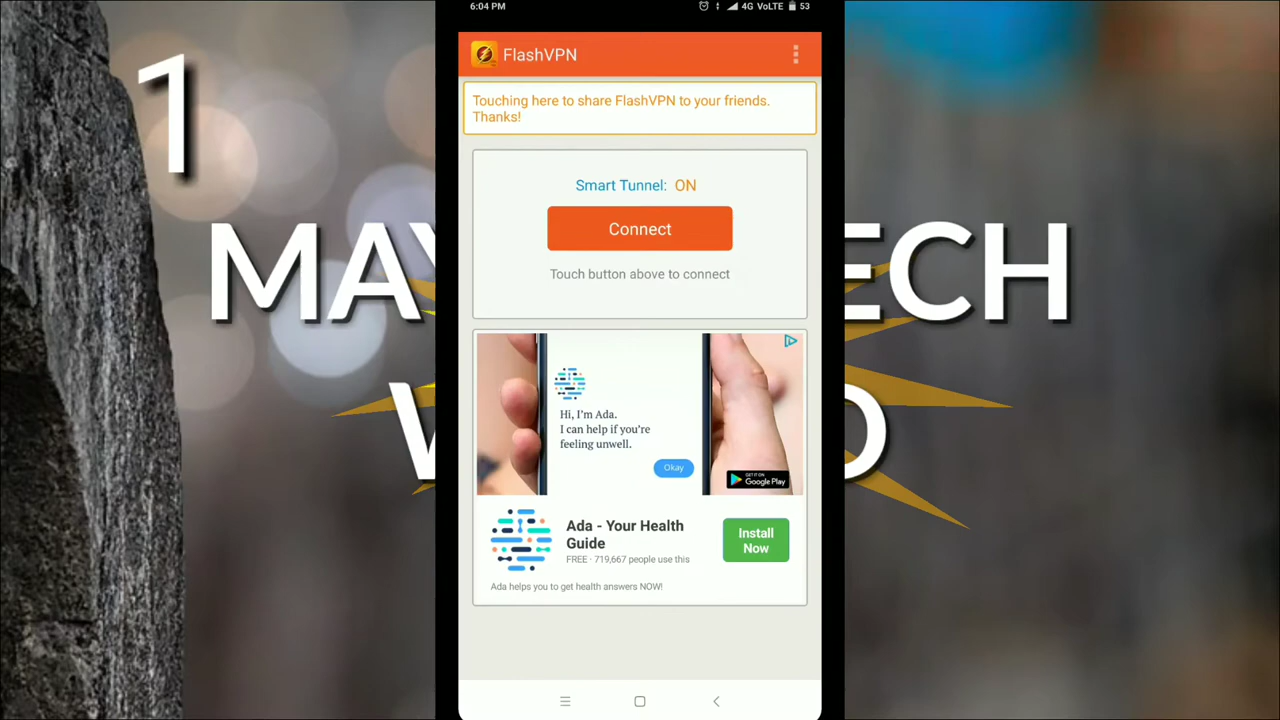 1
6:04 PM
4G VoLTE 53
FlashVPN
Touching here to share FlashVPN to your friends.
Thanks!
Smart Tunnel: ON
Connect
Touch button above to connect
Hi, I'm Ada.
I can help if you're
feeling unwell.
Okay
GET IT ON
Google Play
Ada - Your Health
Guide
FREE · 719,667 people use this
Install
Now
Ada helps you to get health answers NOW!